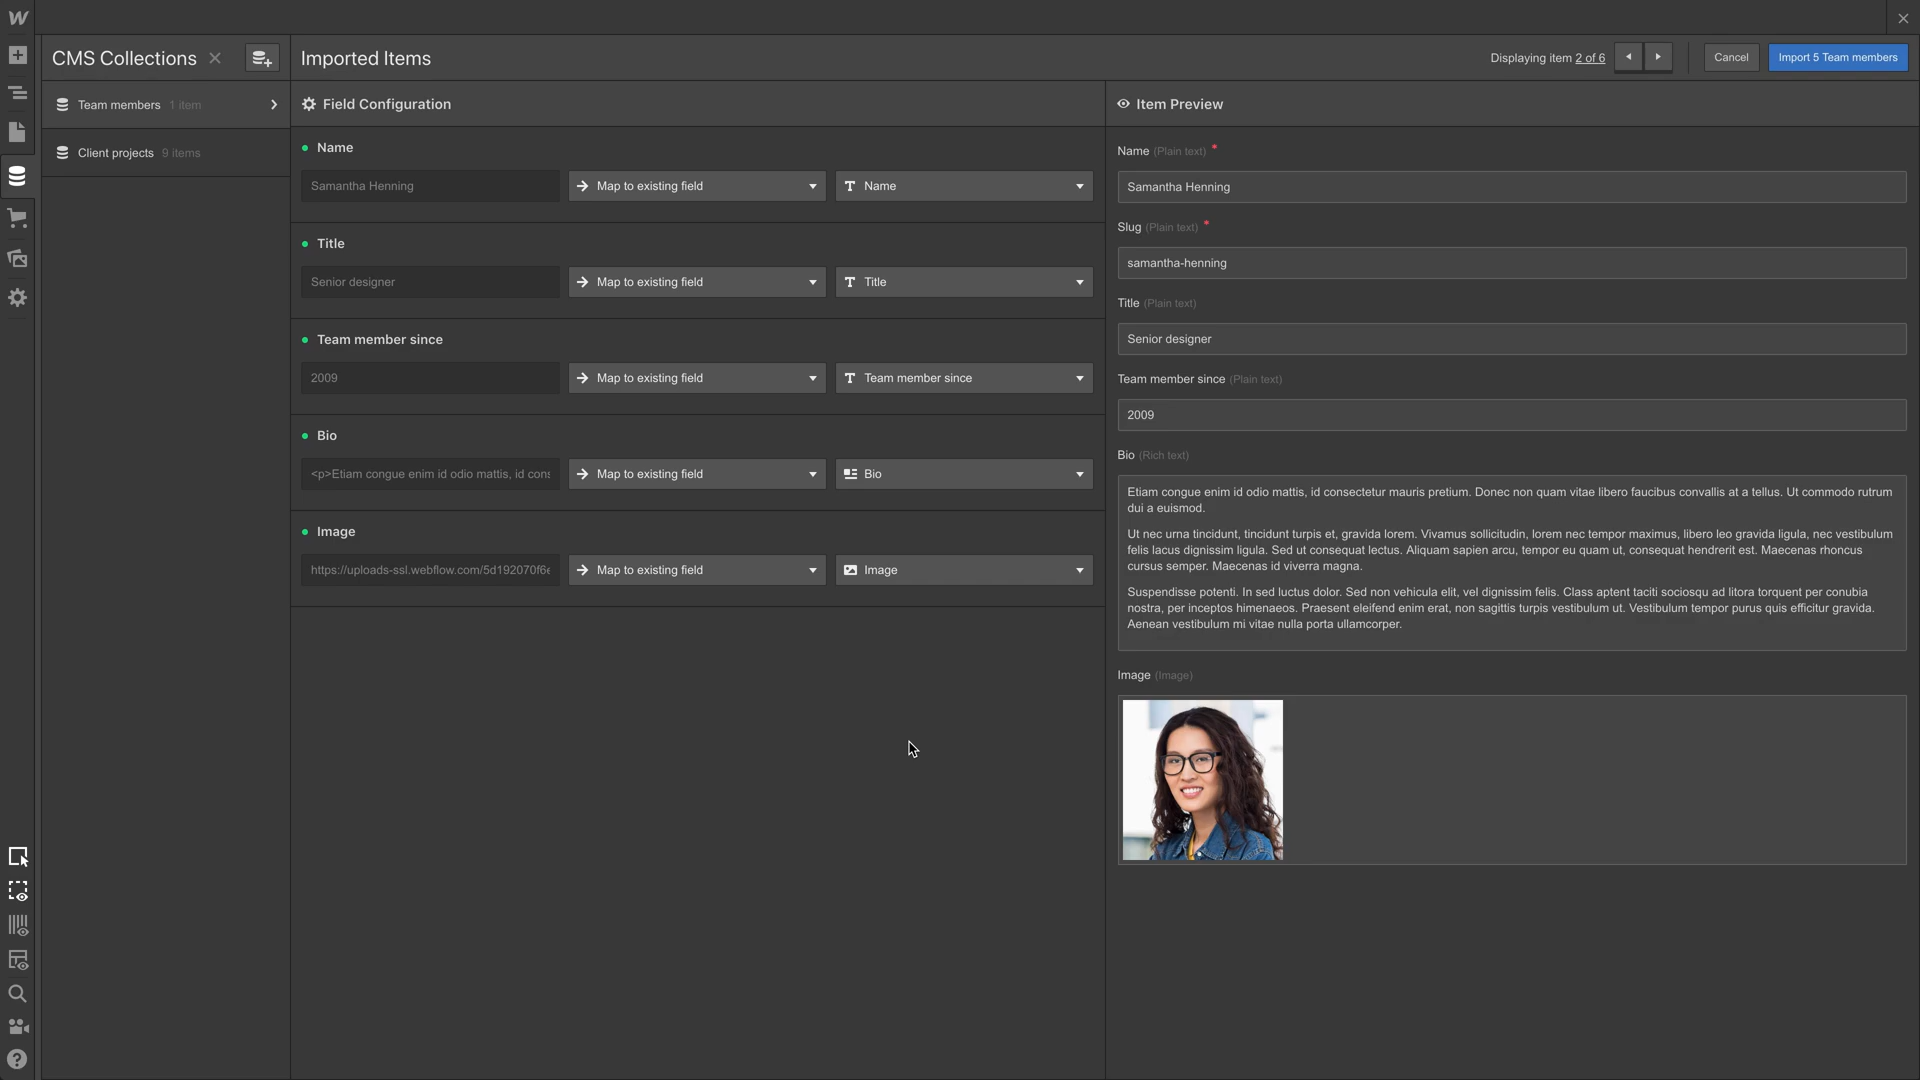 CMS Collections
Imported Items
Displaying item 2 of 6
Cancel
Import 5 Team members
Team members 1 item
Client projects 9 items
Field Configuration
Name
Samantha Henning
Map to existing field
Name
Title
Senior designer
Map to existing field
Title
Team member since
2009
Map to existing field
Team member since
Bio
<p>Etiam congue enim id odio mattis, id cons
Map to existing field
Bio
Image
https://uploads-ssl.webflow.com/5d192070f6e
Map to existing field
Image
Item Preview
Name (Plain text) *
Samantha Henning
Slug (Plain text) *
samantha-henning
Title (Plain text)
Senior designer
Team member since (Plain text)
2009
Bio (Rich text)
Etiam congue enim id odio mattis, id consectetur mauris pretium. Donec non quam vitae libero faucibus convallis at a tellus. Ut commodo rutrum
dui a euismod.
Ut nec urna tincidunt, tincidunt turpis et, gravida lorem. Vivamus sollicitudin, lorem nec tempor maximus, libero leo gravida ligula, nec vestibulum
felis lacus dignissim ligula. Sed ut consequat lectus. Aliquam sapien arcu, tempor eu quam ut, consequat hendrerit est. Maecenas rhoncus
cursus semper. Maecenas id viverra magna.
Suspendisse potenti. In sed luctus dolor. Sed non vehicula elit, vel dignissim felis. Class aptent taciti sociosqu ad litora torquent per conubia
nostra, per inceptos himenaeos. Praesent eleifend enim erat, non sagittis turpis vestibulum ut. Vestibulum tempor purus quis efficitur gravida.
Aenean vestibulum mi vitae nulla porta ullamcorper.
Image (Image)